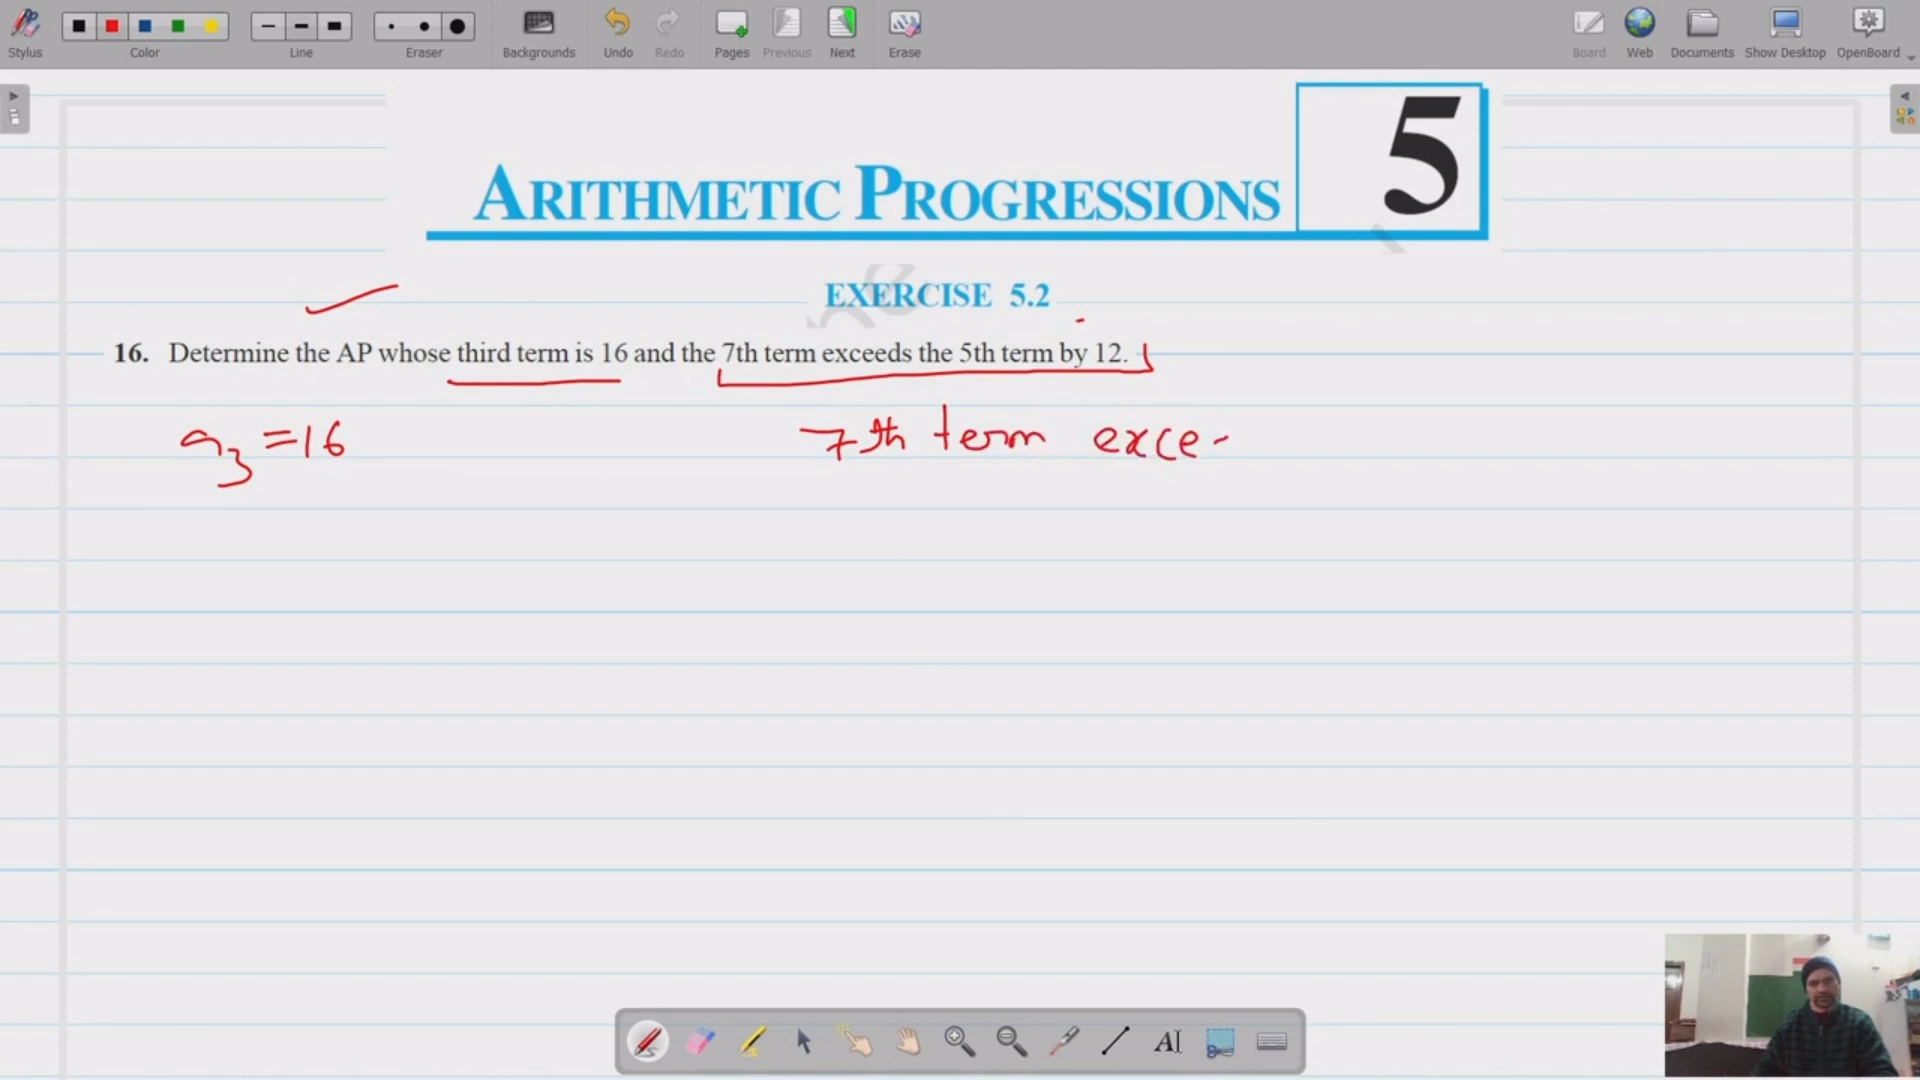 Stylus Color Line Eraser Backgrounds Undo Redo Pages Previous Next Erase Board Web Documents Show Desktop OpenBoard
ARITHMETIC PROGRESSIONS 5
EXERCISE 5.2
16. Determine the AP whose third term is 16 and the 7th term exceeds the 5th term by 12.
a3 = 16
7th term exce